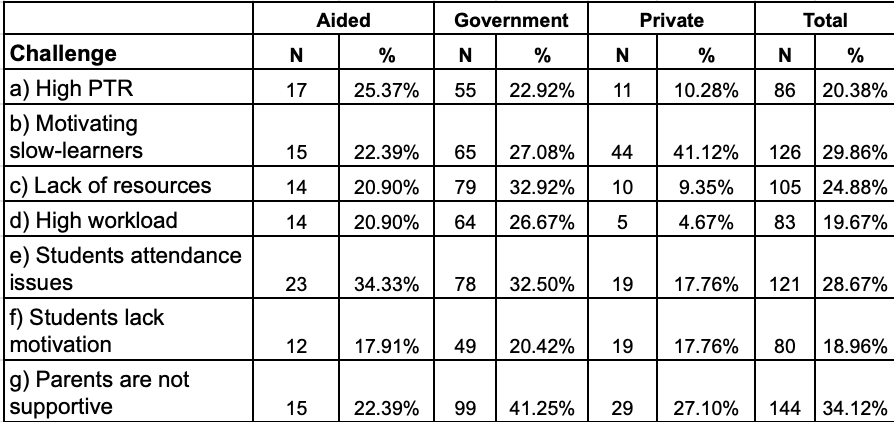 Aided Government Private Total
Challenge N % N % N % N %
a) High PTR 17 25.37% 55 22.92% 11 10.28% 86 20.38%
b) Motivating
slow-learners 15 22.39% 65 27.08% 44 41.12% 126 29.86%
c) Lack of resources 14 20.90% 79 32.92% 10 9.35% 105 24.88%
d) High workload 14 20.90% 64 26.67% 5 4.67% 83 19.67%
e) Students attendance
issues 23 34.33% 78 32.50% 19 17.76% 121 28.67%
f) Students lack
motivation 12 17.91% 49 20.42% 19 17.76% 80 18.96%
g) Parents are not
supportive 15 22.39% 99 41.25% 29 27.10% 144 34.12%